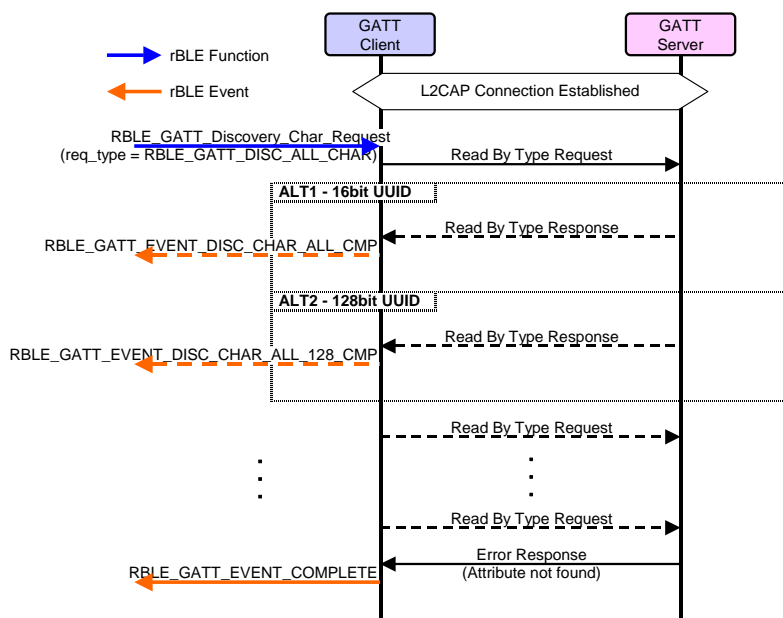 GATT
Client
GATT
Server
rBLE Function
rBLE Event
L2CAP Connection Established
RBLE_GATT_Discovery_Char_Request
(req_type = RBLE_GATT_DISC_ALL_CHAR)
Read By Type Request
ALT1 - 16bit UUID
Read By Type Response
RBLE_GATT_EVENT_DISC_CHAR_ALL_CMP
ALT2 - 128bit UUID
Read By Type Response
RBLE_GATT_EVENT_DISC_CHAR_ALL_128_CMP
Read By Type Request
Read By Type Request
Error Response
(Attribute not found)
RBLE_GATT_EVENT_COMPLETE